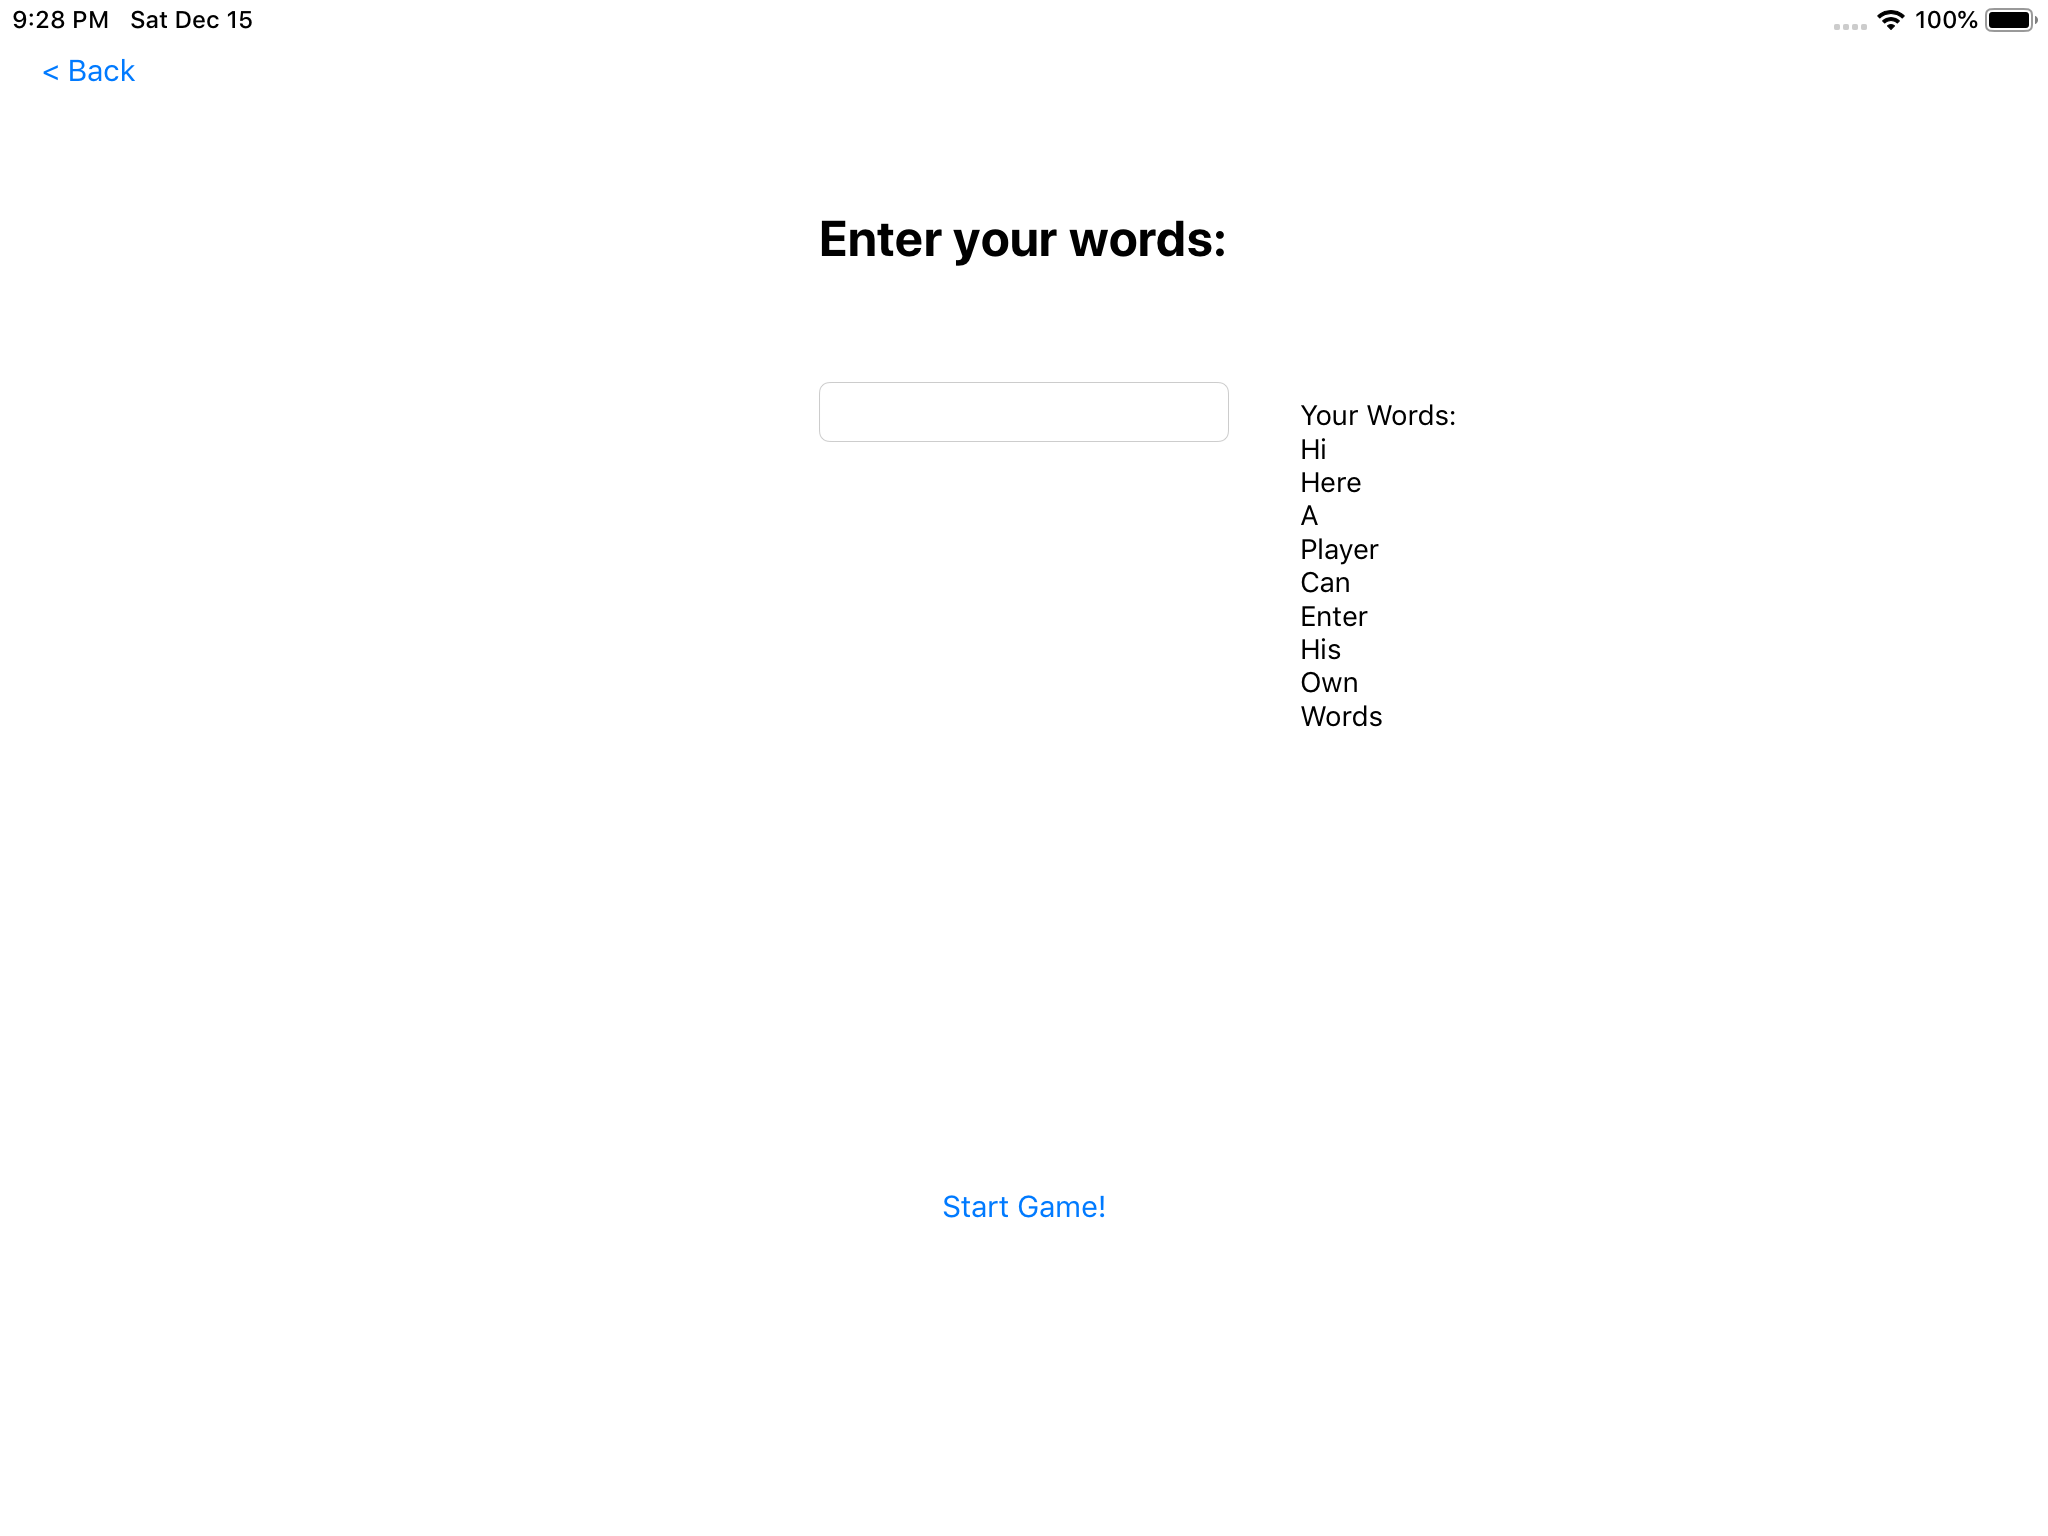 9:28 PM Sat Dec 15 100%
< Back
Enter your words:
Your Words:
Hi
Here
A
Player
Can
Enter
His
Own
Words
Start Game!